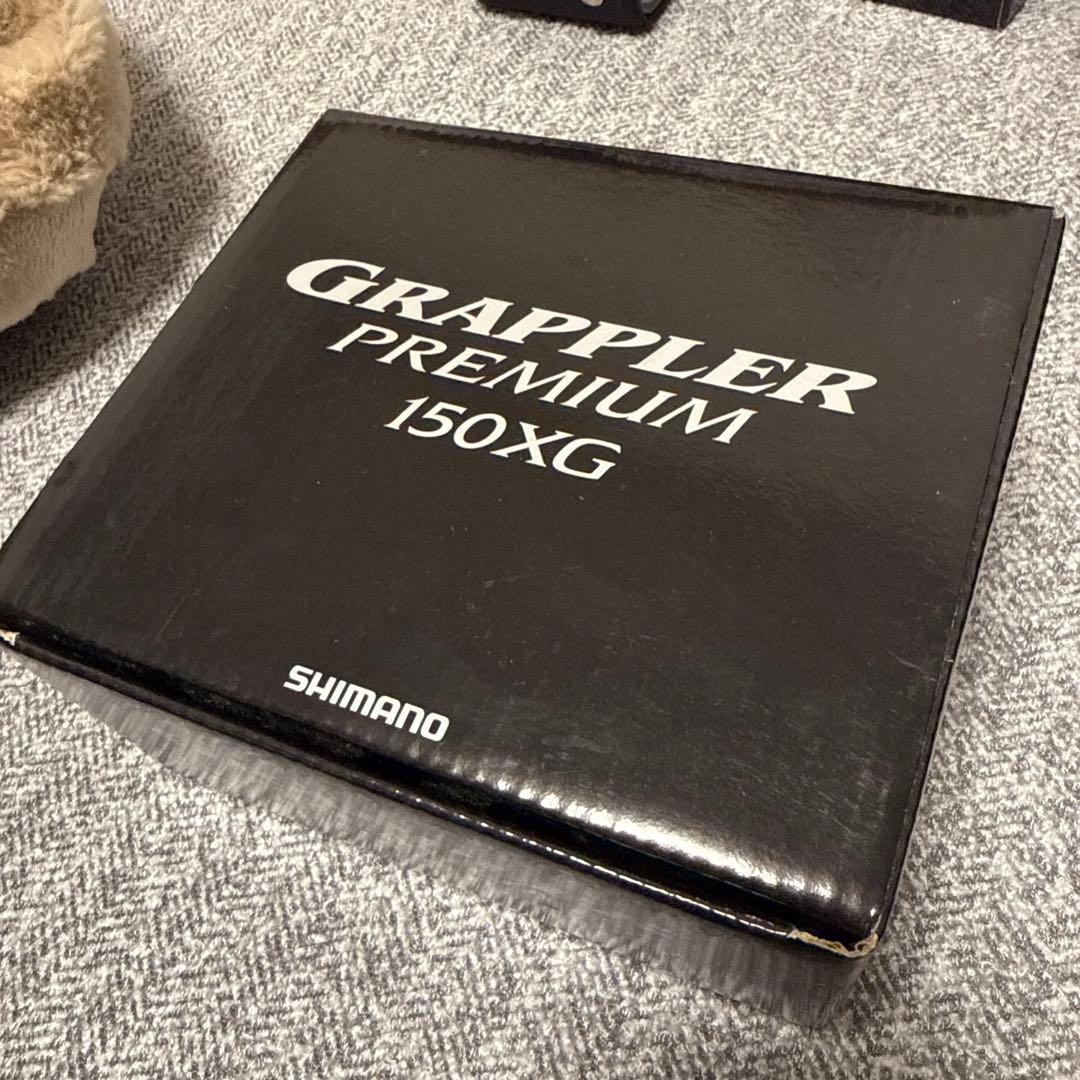 GRAPPLER
PREMIUM
150XG
SHIMANO